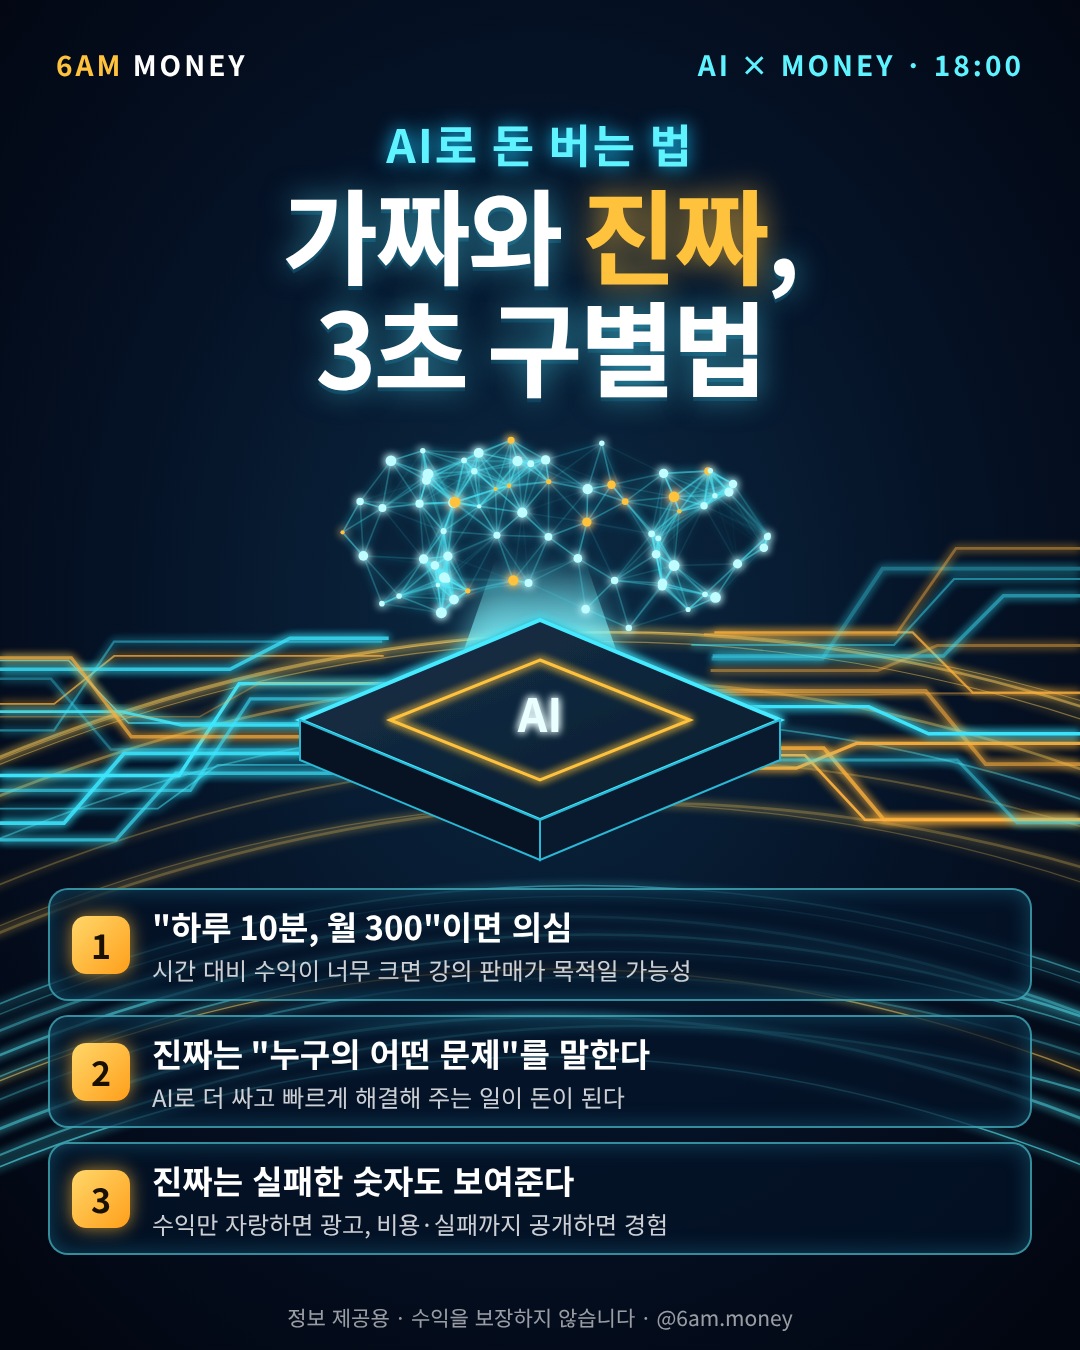 6AM MONEY
AI × MONEY · 18:00
AI로 돈 버는 법
가짜와 진짜,
3초 구별법
AI
1
"하루 10분, 월 300"이면 의심
시간 대비 수익이 너무 크면 강의 판매가 목적일 가능성
2
진짜는 "누구의 어떤 문제"를 말한다
AI로 더 싸고 빠르게 해결해 주는 일이 돈이 된다
3
진짜는 실패한 숫자도 보여준다
수익만 자랑하면 광고, 비용·실패까지 공개하면 경험
정보 제공용 · 수익을 보장하지 않습니다 · @6am.money